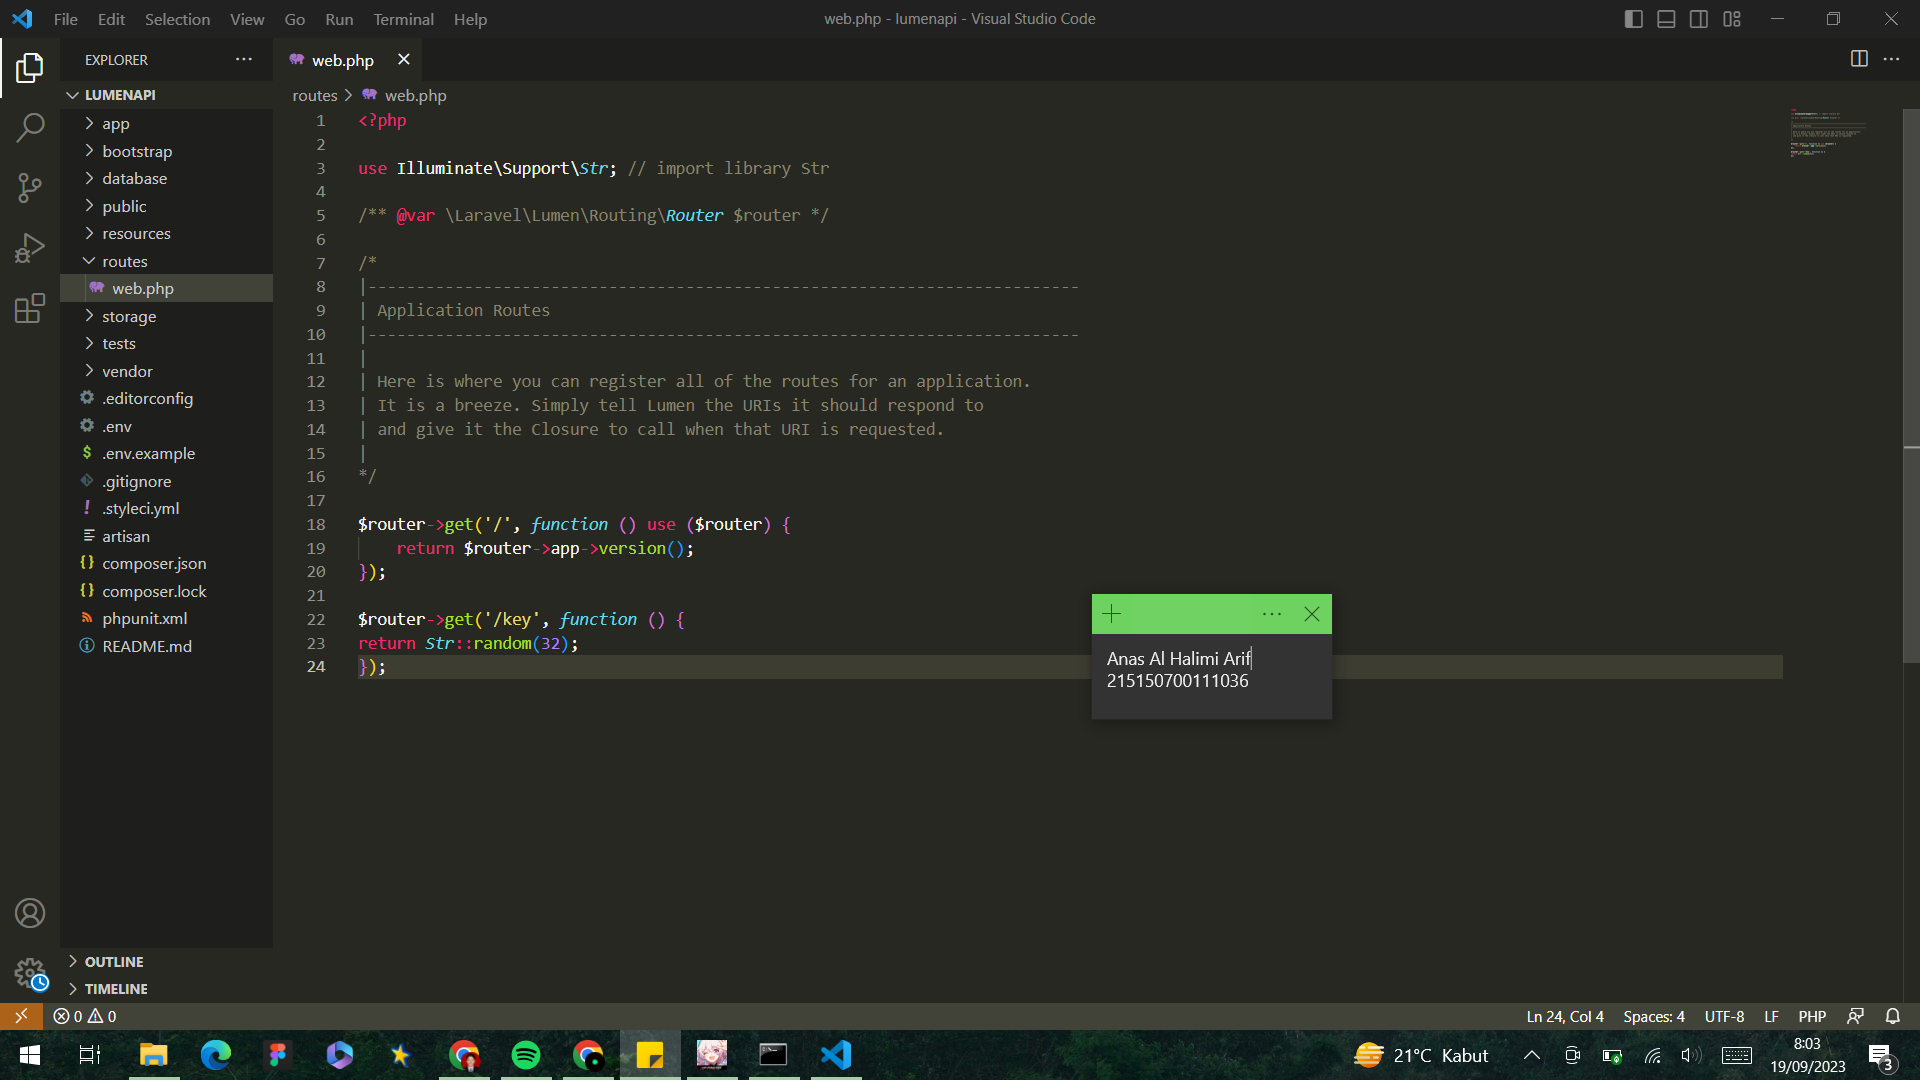 File Edit Selection View Go Run Terminal Help
web.php - lumenapi - Visual Studio Code
EXPLORER
web.php
LUMENAPI
app
bootstrap
database
public
resources
routes
web.php
storage
tests
vendor
.editorconfig
.env
.env.example
.gitignore
.styleci.yml
artisan
composer.json
composer.lock
phpunit.xml
README.md
OUTLINE
TIMELINE
routes > web.php
1 <?php
2
3 use Illuminate\Support\Str; // import library Str
4
5 /** @var \Laravel\Lumen\Routing\Router $router */
6
7 /*
8 |--------------------------------------------------------------------------
9 | Application Routes
10 |--------------------------------------------------------------------------
11 |
12 | Here is where you can register all of the routes for an application.
13 | It is a breeze. Simply tell Lumen the URIs it should respond to
14 | and give it the Closure to call when that URI is requested.
15 |
16 */
17
18 $router->get('/', function () use ($router) {
19     return $router->app->version();
20 });
21
22 $router->get('/key', function () {
23 return Str::random(32);
24 });
Anas Al Halimi Arif
215150700111036
0 0
Ln 24, Col 4 Spaces: 4 UTF-8 LF PHP
21°C Kabut
8:03
19/09/2023
3